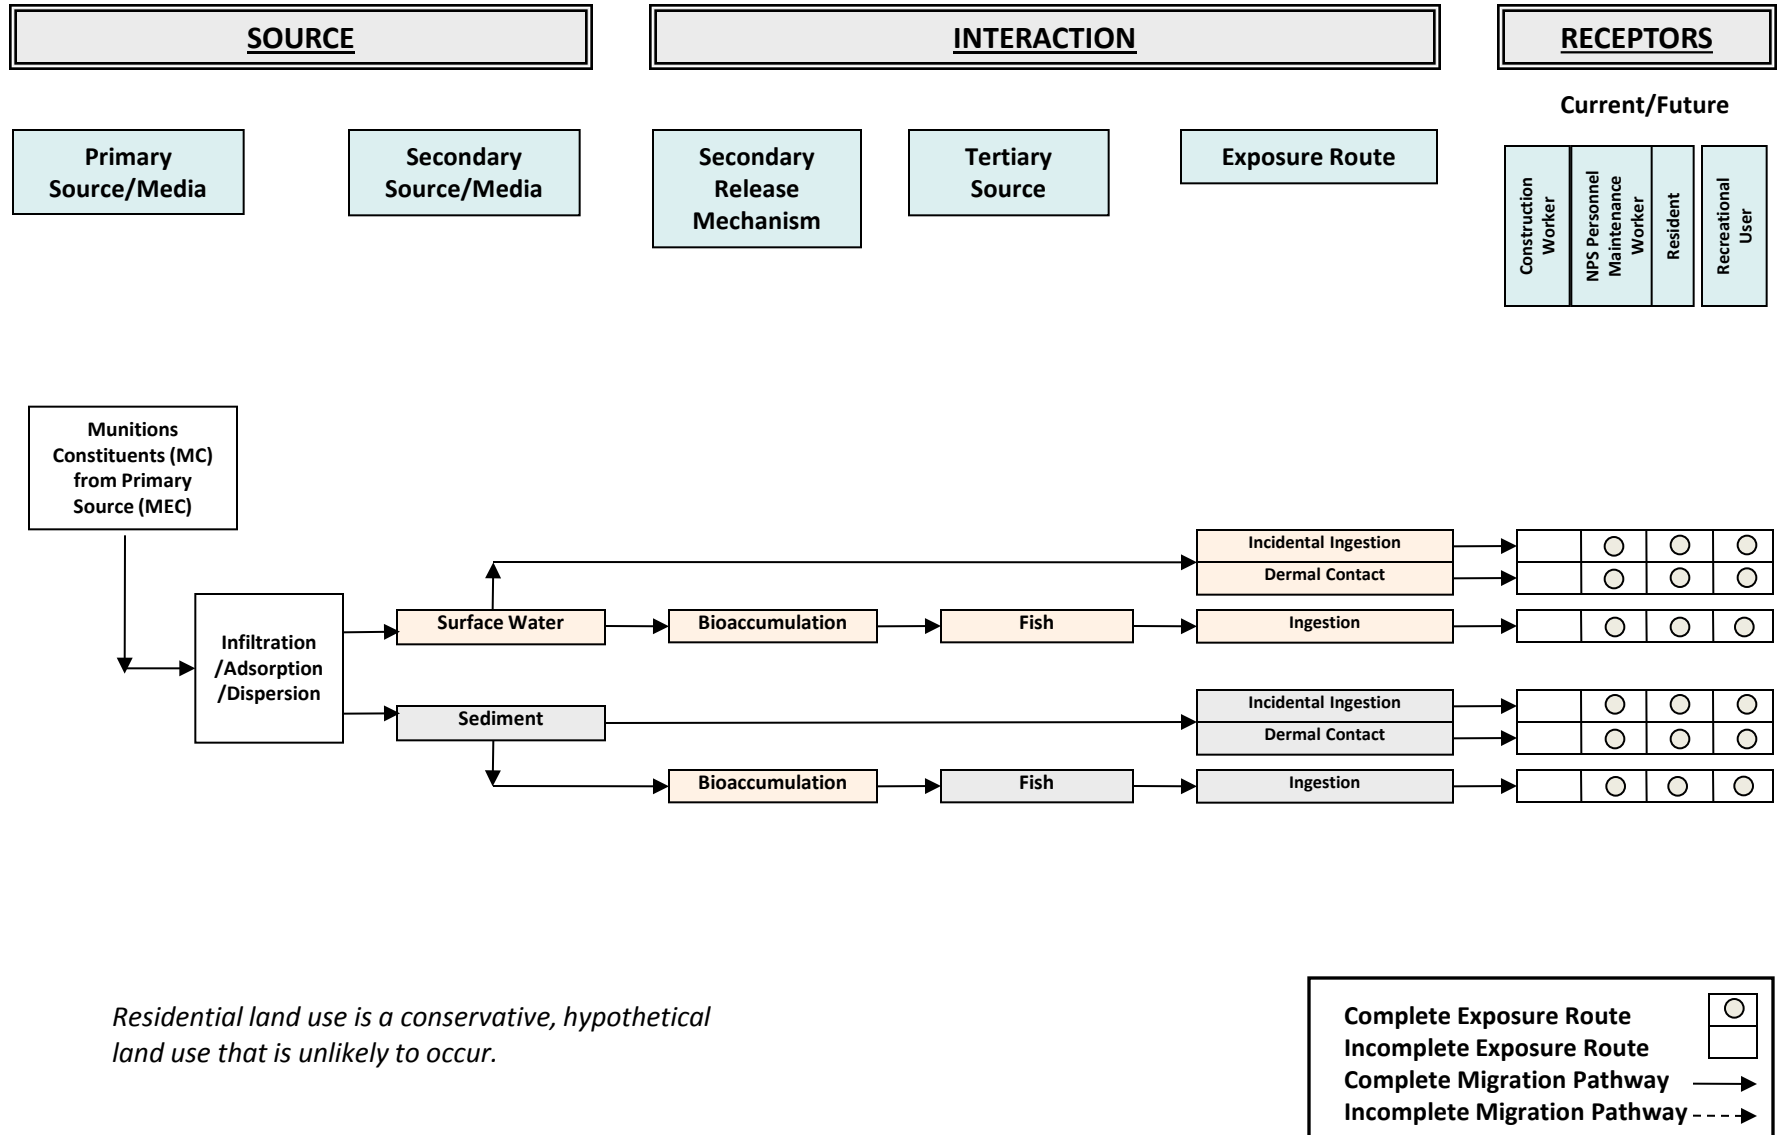 SOURCE
INTERACTION
RECEPTORS
Current/Future
Primary
Source/Media
Secondary
Source/Media
Secondary
Release
Mechanism
Tertiary
Source
Exposure Route
Construction
Worker
NPS Personnel
Maintenance
Worker
Resident
Recreational
User
Munitions
Constituents (MC)
from Primary
Source (MEC)
Infiltration
/Adsorption
/Dispersion
Incidental Ingestion
Dermal Contact
Surface Water
Bioaccumulation
Fish
Ingestion
Sediment
Incidental Ingestion
Dermal Contact
Bioaccumulation
Fish
Ingestion
Residential land use is a conservative, hypothetical
land use that is unlikely to occur.
Complete Exposure Route
Incomplete Exposure Route
Complete Migration Pathway
Incomplete Migration Pathway